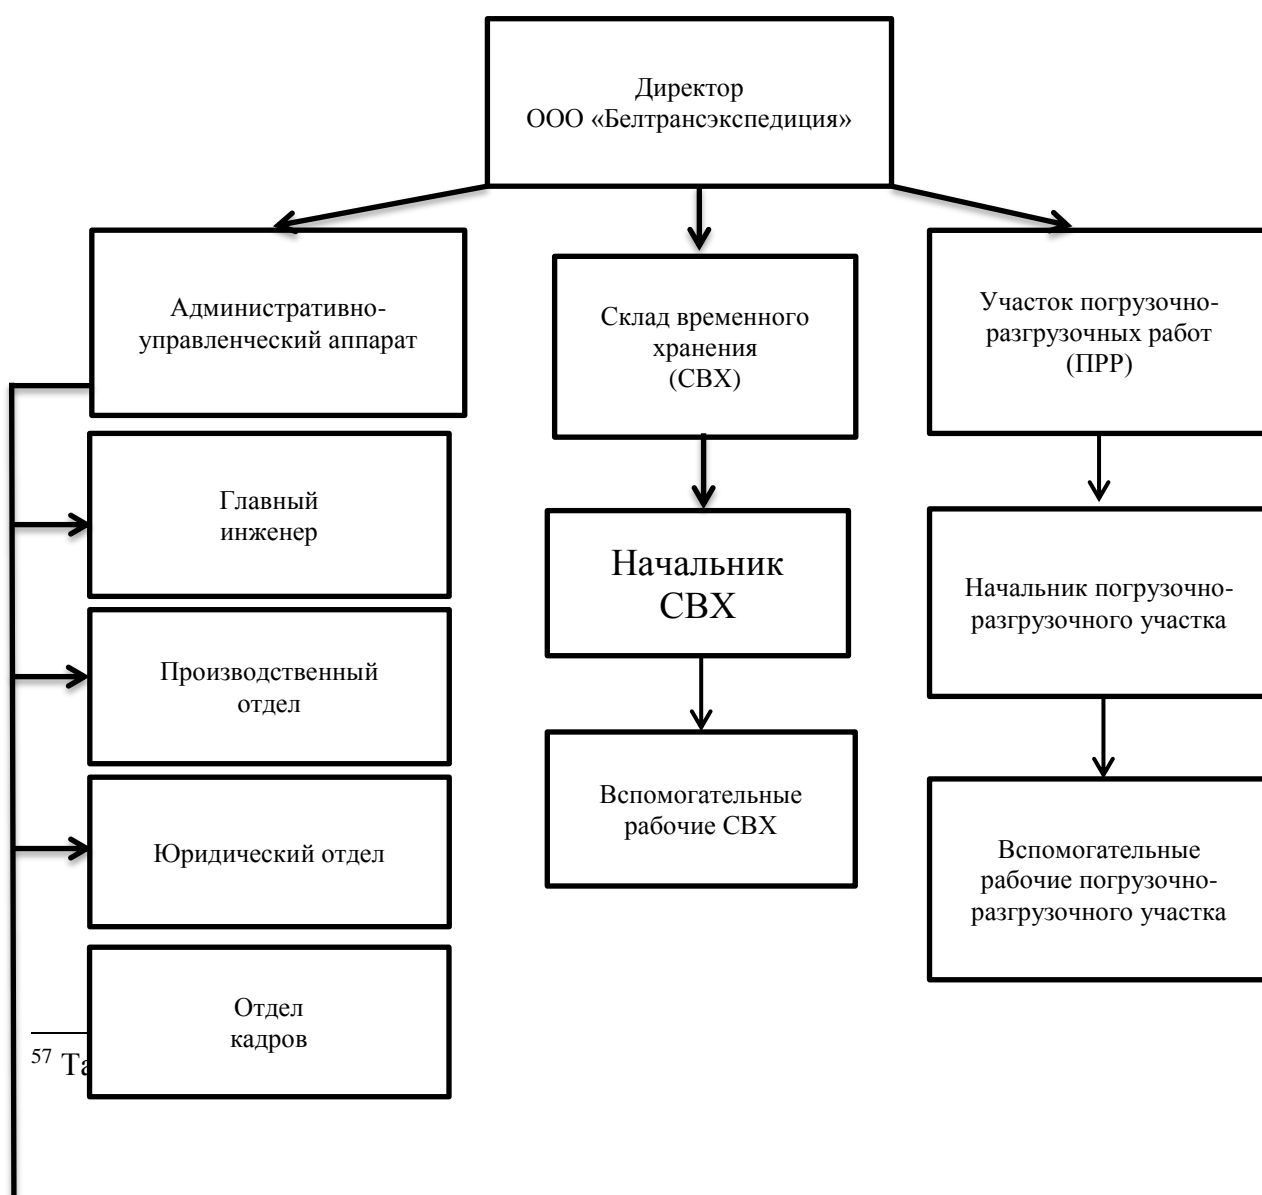 Директор
ООО «Белтрансэкспедиция»
Административно-
управленческий аппарат
Склад временного
хранения
(СВХ)
Участок погрузочно-
разгрузочных работ
(ПРР)
Главный
инженер
Начальник
СВХ
Начальник погрузочно-
разгрузочного участка
Производственный
отдел
Вспомогательные
рабочие СВХ
Юридический отдел
Вспомогательные
рабочие погрузочно-
разгрузочного участка
Отдел
кадров
57